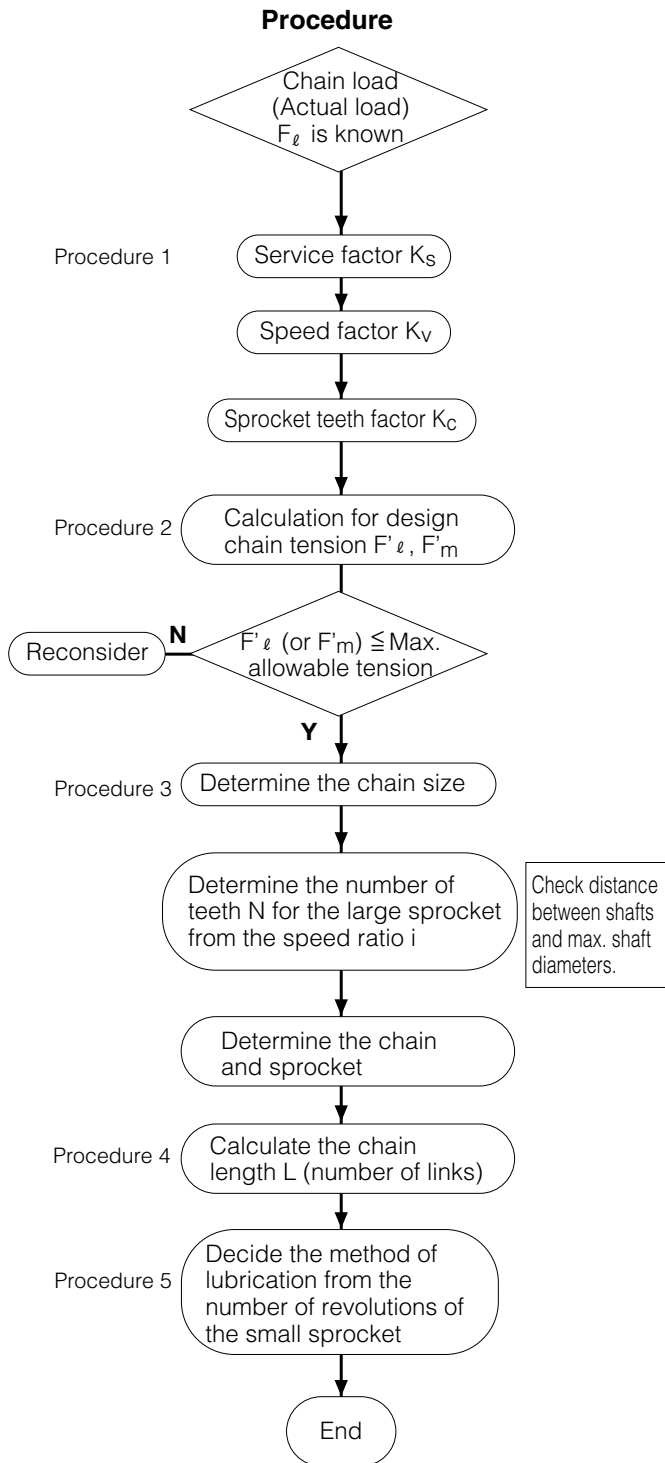 Procedure
Chain load
(Actual load)
Fℓ is known
Procedure 1
Service factor KS
Speed factor KV
Sprocket teeth factor KC
Procedure 2
Calculation for design
chain tension F'ℓ, F'm
N
Reconsider
F'ℓ (or F'm) ≦ Max.
allowable tension
Y
Procedure 3
Determine the chain size
Determine the number of
teeth N for the large sprocket
from the speed ratio i
Check distance
between shafts
and max. shaft
diameters.
Determine the chain
and sprocket
Procedure 4
Calculate the chain
length L (number of links)
Procedure 5
Decide the method of
lubrication from the
number of revolutions of
the small sprocket
End